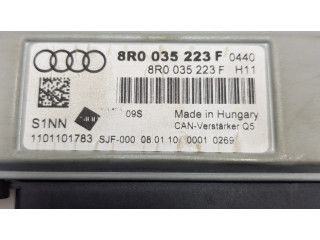 8R0 035 223 F 0440
8R0 035 223 F H11
09S
Made in Hungary
S1NN
CAN-Verstärker Q5
1101101783 SJF-000 08.01.10 0001 0269